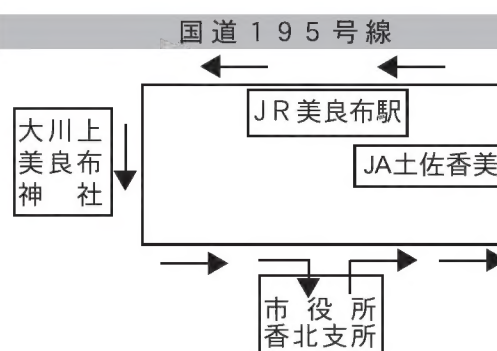 国道195号線
JR美良布駅
JA土佐香美
大川上
美良布
神社
市役所
香北支所